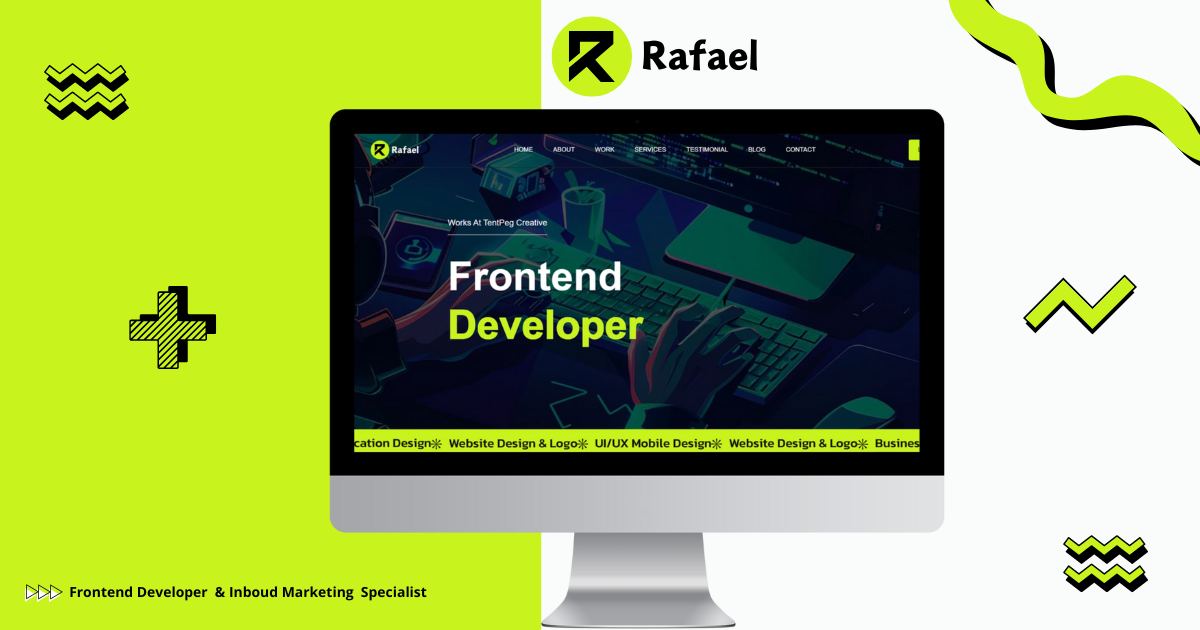 Rafael
Rafael
HOME ABOUT WORK SERVICES TESTIMONIAL BLOG CONTACT
Works At TentPeg Creative
Frontend
Developer
cation Design Website Design & Logo UI/UX Mobile Design Website Design & Logo Busines
Frontend Developer & Inboud Marketing Specialist